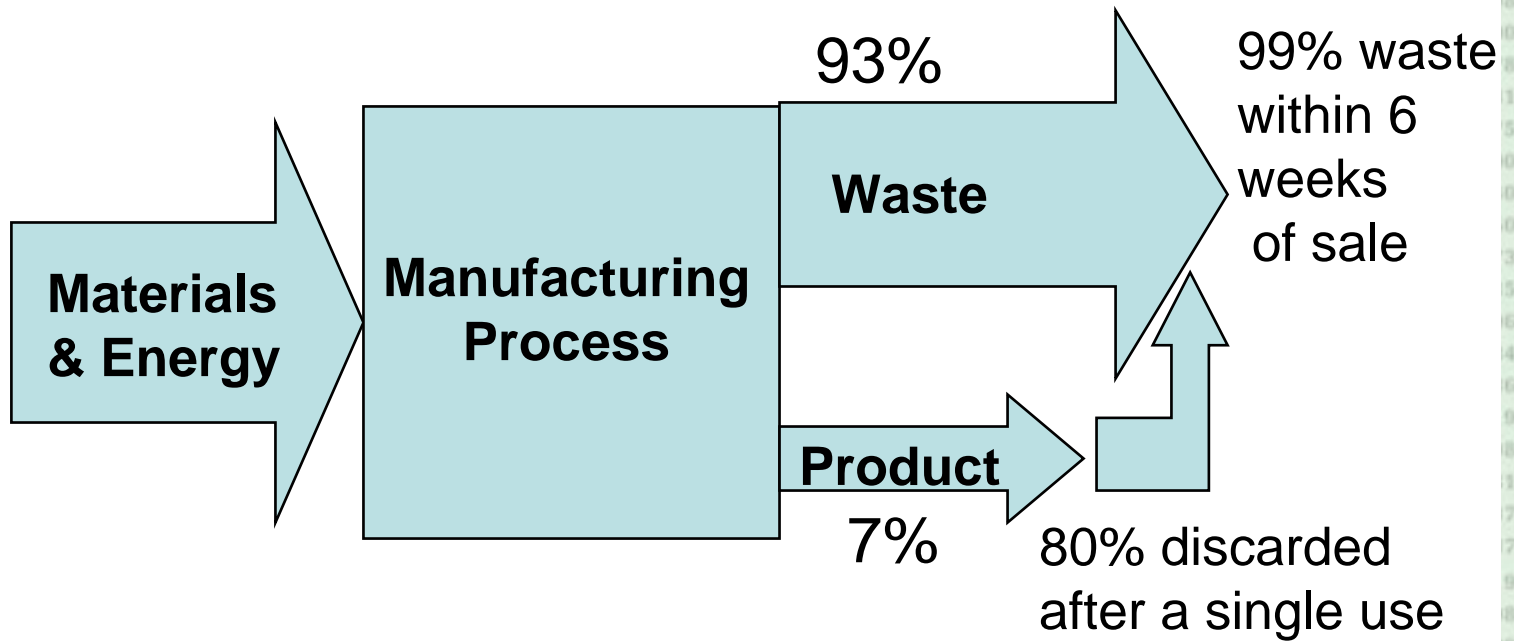 93%
99% waste
within 6
weeks
of sale
Waste
Materials
& Energy
Manufacturing
Process
Product
7%
80% discarded
after a single use